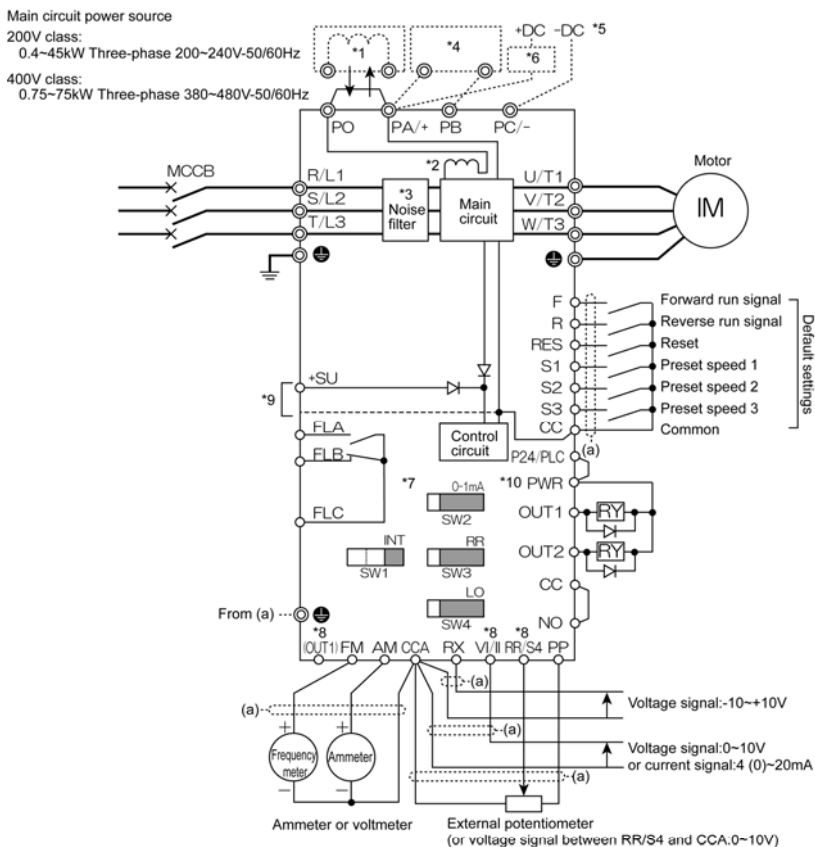 Main circuit power source
200V class:
0.4~45kW Three-phase 200~240V-50/60Hz
400V class:
0.75~75kW Three-phase 380~480V-50/60Hz
*1
*4
+DC -DC *5
*6
PO PA/+ PB PC/-
MCCB
R/L1
S/L2
T/L3
*2
*3
Noise
filter
Main
circuit
U/T1
V/T2
W/T3
Motor
IM
F Forward run signal
R Reverse run signal
RES Reset
S1 Preset speed 1
S2 Preset speed 2
S3 Preset speed 3
CC Common
Default settings
(a)
+SU
*9
FLA
FLB
FLC
Control
circuit
P24/PLC
*10 PWR
OUT1 RY
OUT2 RY
CC
NO
*7
0-1mA
SW2
INT
SW1
RR
SW3
LO
SW4
From (a)
*8 *8 *8
(OUT1) FM AM CCA RX VI/II RR/S4 PP
(a)
(a)
(a)
(a)
Voltage signal:-10~+10V
Voltage signal:0~10V
or current signal:4 (0)~20mA
+ +
Frequency
meter
Ammeter
− −
Ammeter or voltmeter
External potentiometer
(or voltage signal between RR/S4 and CCA:0~10V)